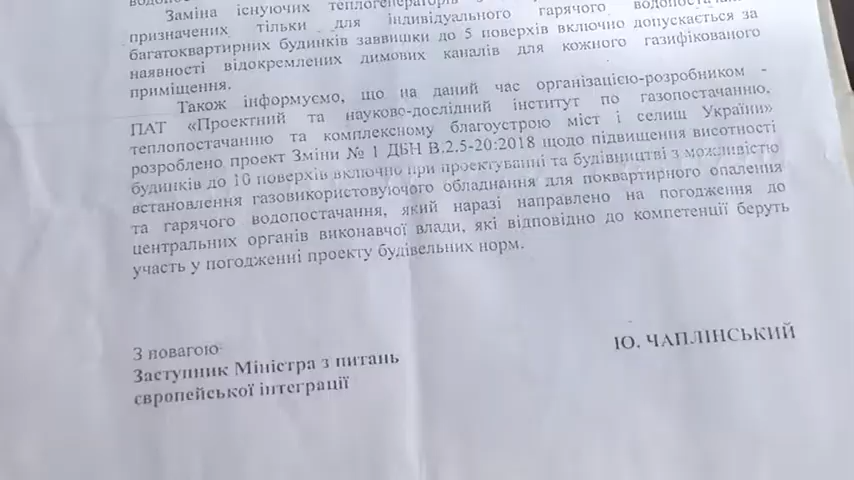 Заміна існуючих теплогенераторів
призначених тільки для індивідуального гарячого
багатоквартирних будинків заввишки до 5 поверхів включно допускається за
наявності відокремлених димових каналів для кожного газифікованого
приміщення.
Також інформуємо, що на даний час організацією-розробником -
ПАТ «Проектний та науково-дослідний інститут по газопостачанню,
теплопостачанню та комплексному благоустрою міст і селищ України»
розроблено проект Зміни № 1 ДБН В.2.5-20:2018 щодо підвищення висотності
будинків до 10 поверхів включно при проектуванні та будівництві з можливістю
встановлення газовикористовуючого обладнання для поквартирного опалення
та гарячого водопостачання, який наразі направлено на погодження до
центральних органів виконавчої влади, які відповідно до компетенції беруть
участь у погодженні проекту будівельних норм.
З повагою
Заступник Міністра з питань
європейської інтеграції
Ю. ЧАПЛІНСЬКИЙ